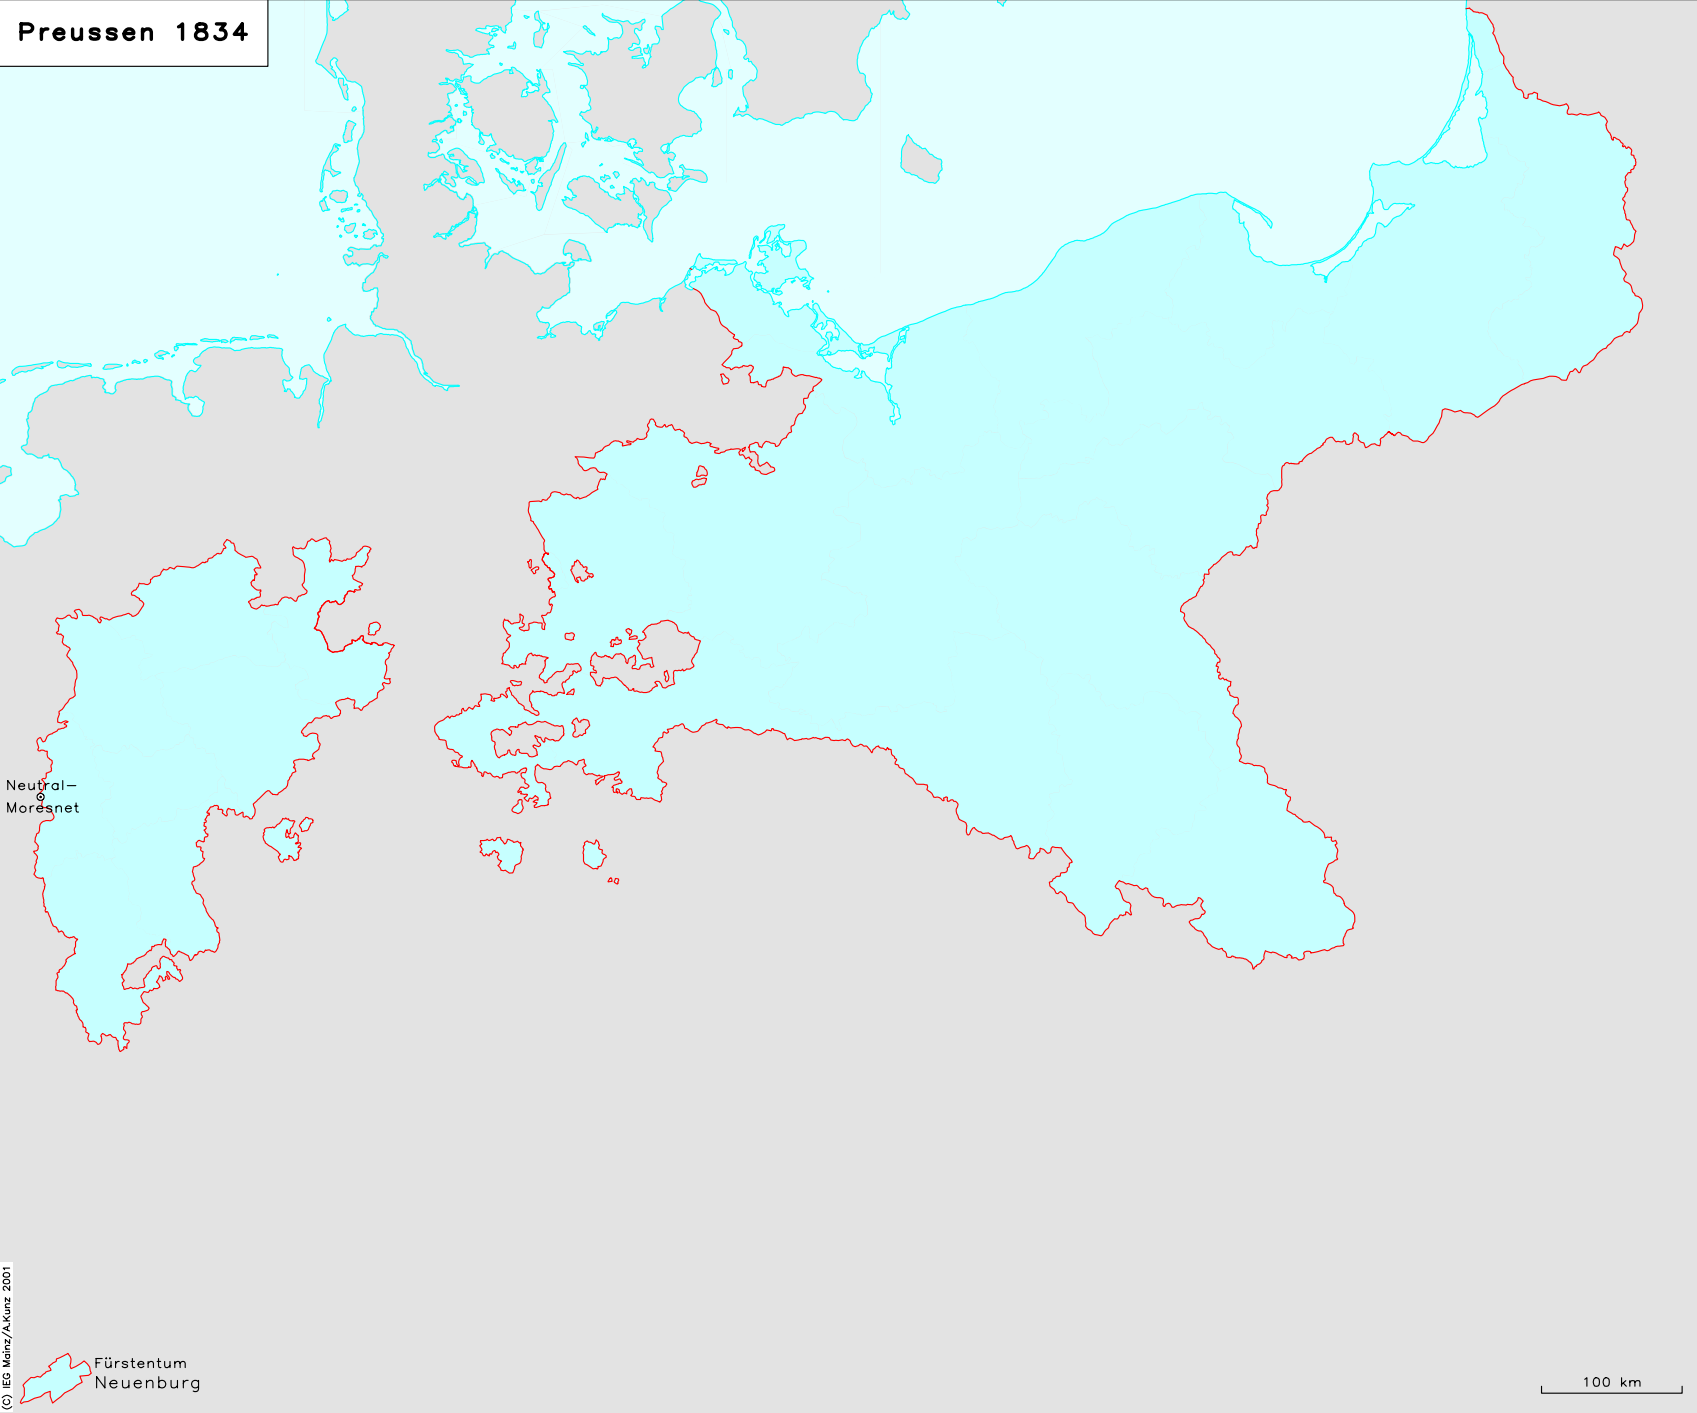 Preussen 1834
Neutral–
Moresnet
(C) IEG Mainz/A.Kunz 2001
Fürstentum
Neuenburg
100 km